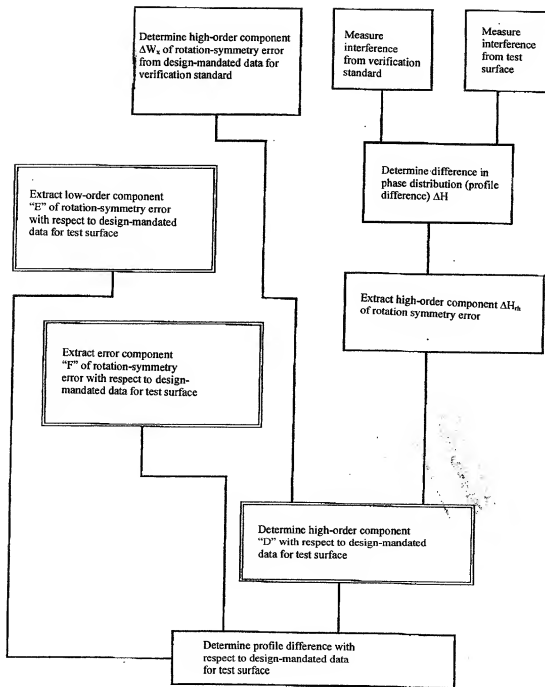 Determine high-order component
ΔWx of rotation-symmetry error
from design-mandated data for
verification standard
Measure
interference
from verification
standard
Measure
interference
from test
surface
Determine difference in
phase distribution (profile
difference) ΔH
Extract low-order component
"E" of rotation-symmetry error
with respect to design-mandated
data for test surface
Extract high-order component ΔHrh
of rotation symmetry error
Extract error component
"F" of rotation-symmetry
error with respect to design-
mandated data for test surface
Determine high-order component
"D" with respect to design-mandated
data for test surface
Determine profile difference with
respect to design-mandated data
for test surface